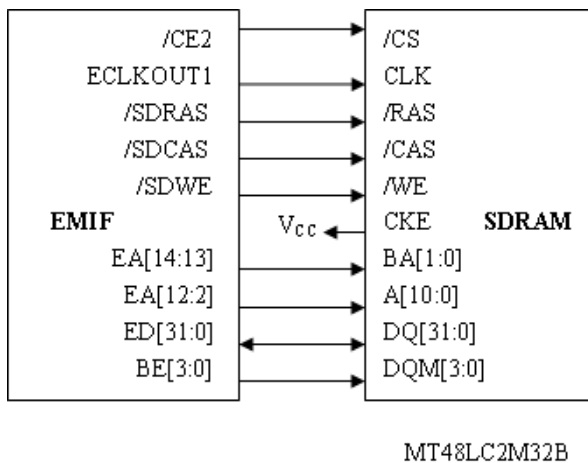 /CE2 /CS
ECLKOUT1 CLK
/SDRAS /RAS
/SDCAS /CAS
/SDWE /WE
EMIF Vcc CKE SDRAM
EA[14:13] BA[1:0]
EA[12:2] A[10:0]
ED[31:0] DQ[31:0]
BE[3:0] DQM[3:0]
MT48LC2M32B